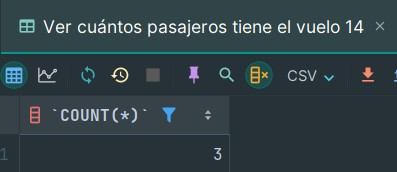 Ver cuántos pasajeros tiene el vuelo 14 ×
CSV
`COUNT(*)`
1 3